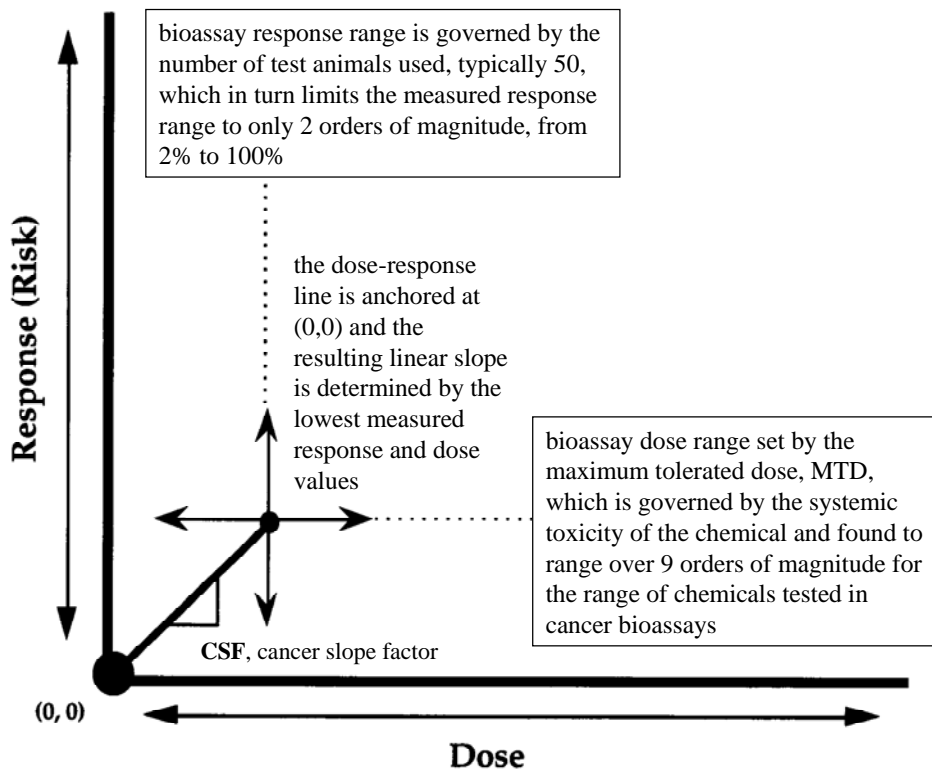 bioassay response range is governed by the
number of test animals used, typically 50,
which in turn limits the measured response
range to only 2 orders of magnitude, from
2% to 100%
Response (Risk)
the dose-response
line is anchored at
(0,0) and the
resulting linear slope
is determined by the
lowest measured
response and dose
values
bioassay dose range set by the
maximum tolerated dose, MTD,
which is governed by the systemic
toxicity of the chemical and found to
range over 9 orders of magnitude for
the range of chemicals tested in
cancer bioassays
CSF, cancer slope factor
(0, 0)
Dose